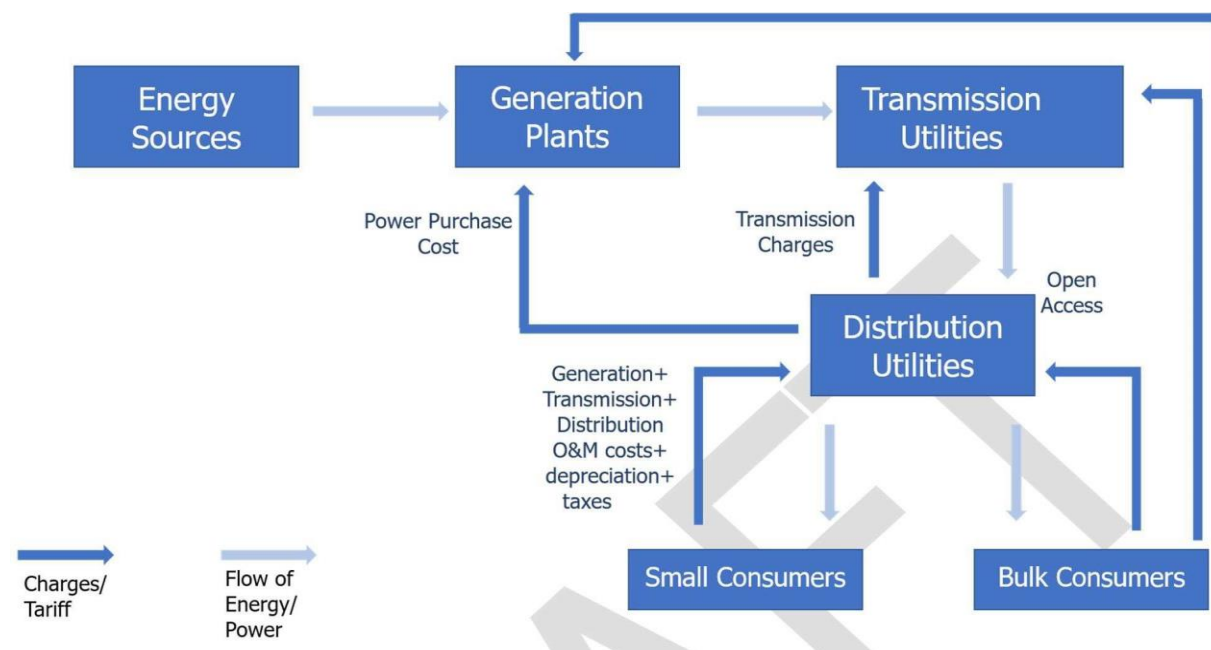 Energy
Sources
Generation
Plants
Transmission
Utilities
Power Purchase
Cost
Transmission
Charges
Open
Access
Distribution
Utilities
Generation+
Transmission+
Distribution
O&M costs+
depreciation+
taxes
Small Consumers
Bulk Consumers
Charges/
Tariff
Flow of
Energy/
Power